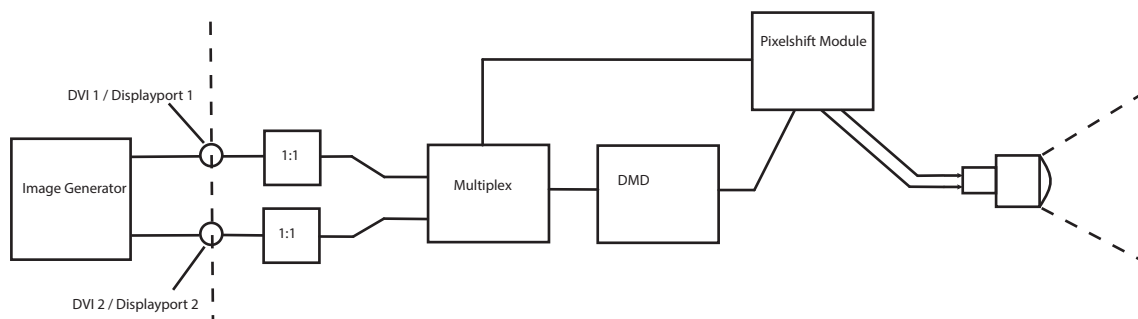 Pixelshift Module
DVI 1 / Displayport 1
1:1
Image Generator
Multiplex
DMD
1:1
DVI 2 / Displayport 2